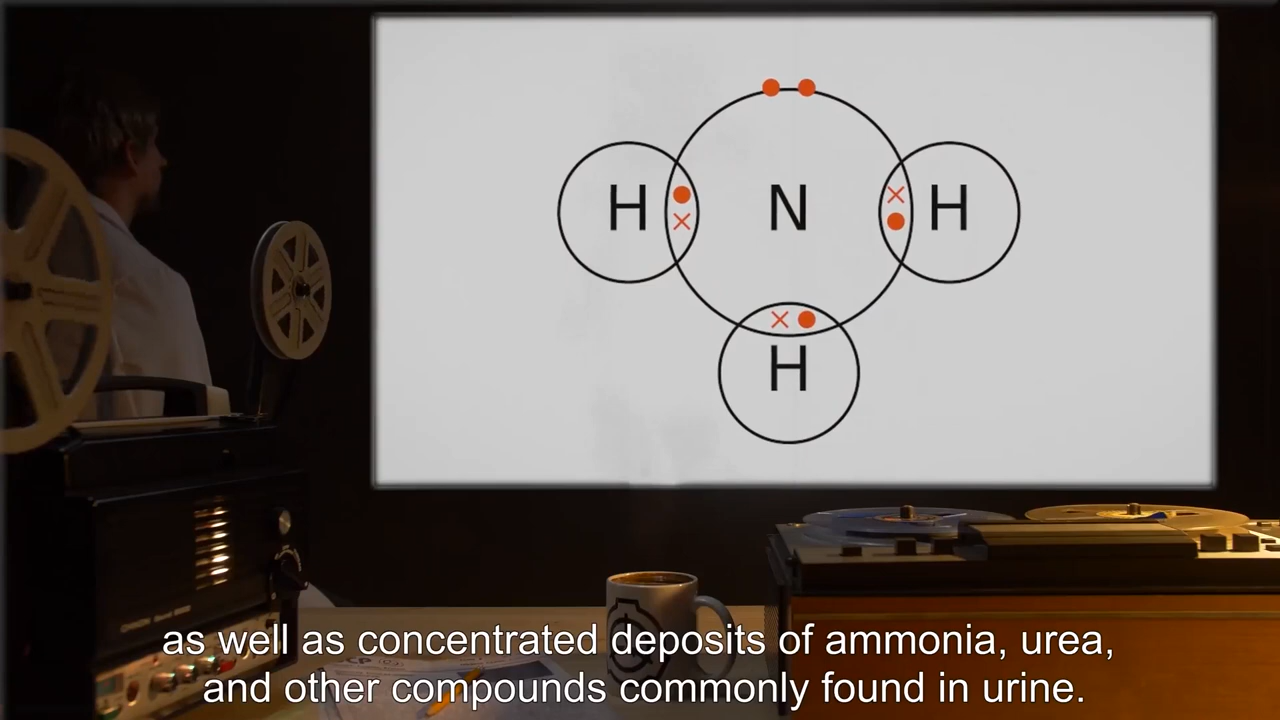 H N H
H
as well as concentrated deposits of ammonia, urea,
and other compounds commonly found in urine.